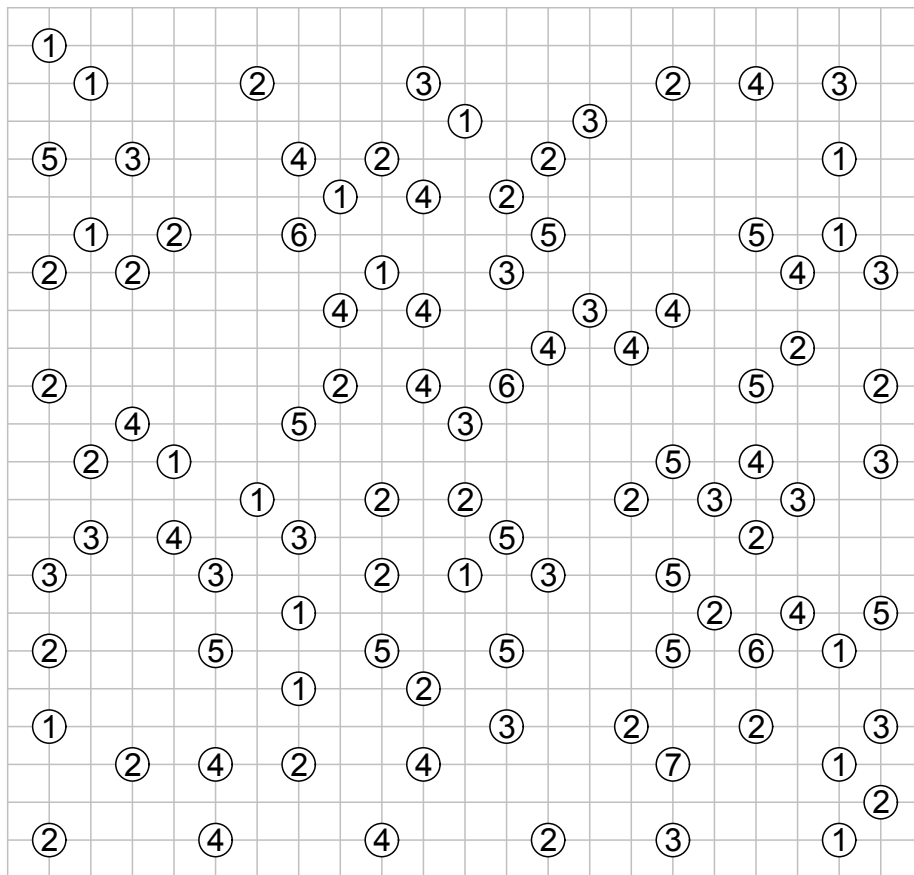 1
1 2 3 2 4 3
1 3
5 3 4 2 2 1
1 4 2
1 2 6 5 5 1
2 2 1 3 4 3
4 4 3 4
4 4 2
2 2 4 6 5 2
4 5 3
2 1 5 4 3
1 2 2 2 3 3
3 4 3 5 2
3 3 2 1 3 5
1 2 4 5
2 5 5 5 5 6 1
1 2
1 3 2 2 3
2 4 2 4 7 1
2
2 4 4 2 3 1